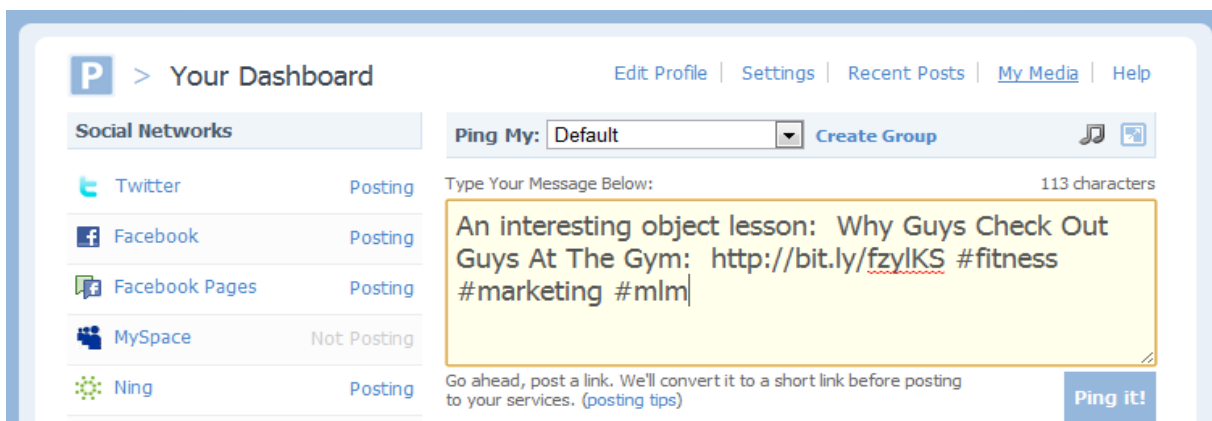 P > Your Dashboard
Edit Profile | Settings | Recent Posts | My Media | Help
Social Networks
Twitter Posting
Facebook Posting
Facebook Pages Posting
MySpace Not Posting
Ning Posting
Ping My: Default Create Group
Type Your Message Below: 113 characters
An interesting object lesson:  Why Guys Check Out
Guys At The Gym:  http://bit.ly/fzylKS #fitness
#marketing #mlm
Go ahead, post a link. We'll convert it to a short link before posting
to your services. (posting tips)
Ping it!